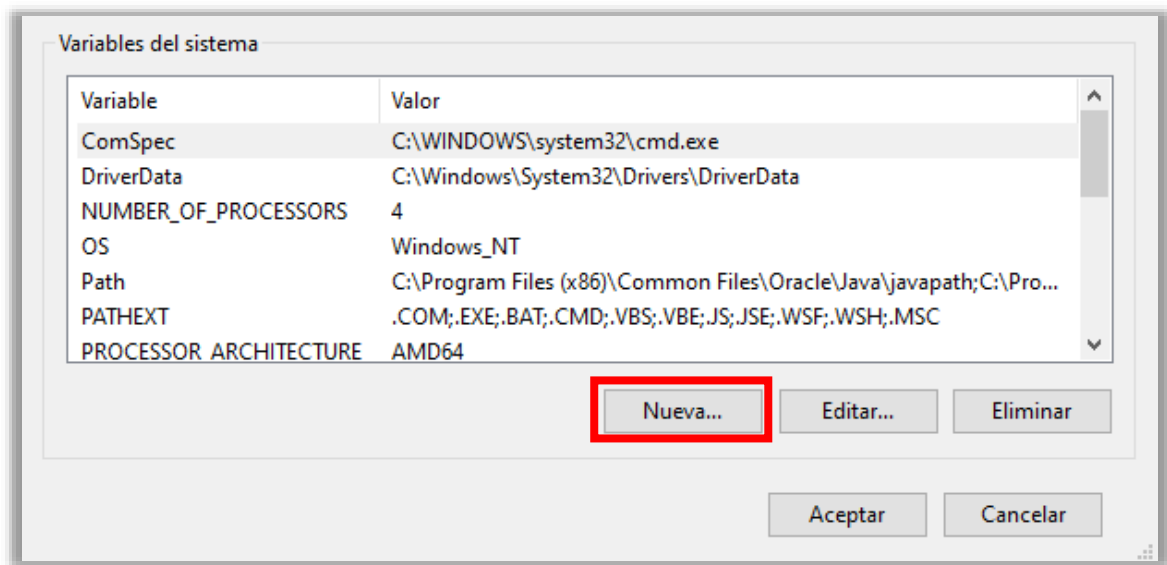 Variables del sistema
Variable Valor
ComSpec C:\WINDOWS\system32\cmd.exe
DriverData C:\Windows\System32\Drivers\DriverData
NUMBER_OF_PROCESSORS 4
OS Windows_NT
Path C:\Program Files (x86)\Common Files\Oracle\Java\javapath;C:\Pro...
PATHEXT .COM;.EXE;.BAT;.CMD;.VBS;.VBE;.JS;.JSE;.WSF;.WSH;.MSC
PROCESSOR_ARCHITECTURE AMD64
Nueva... Editar... Eliminar
Aceptar Cancelar